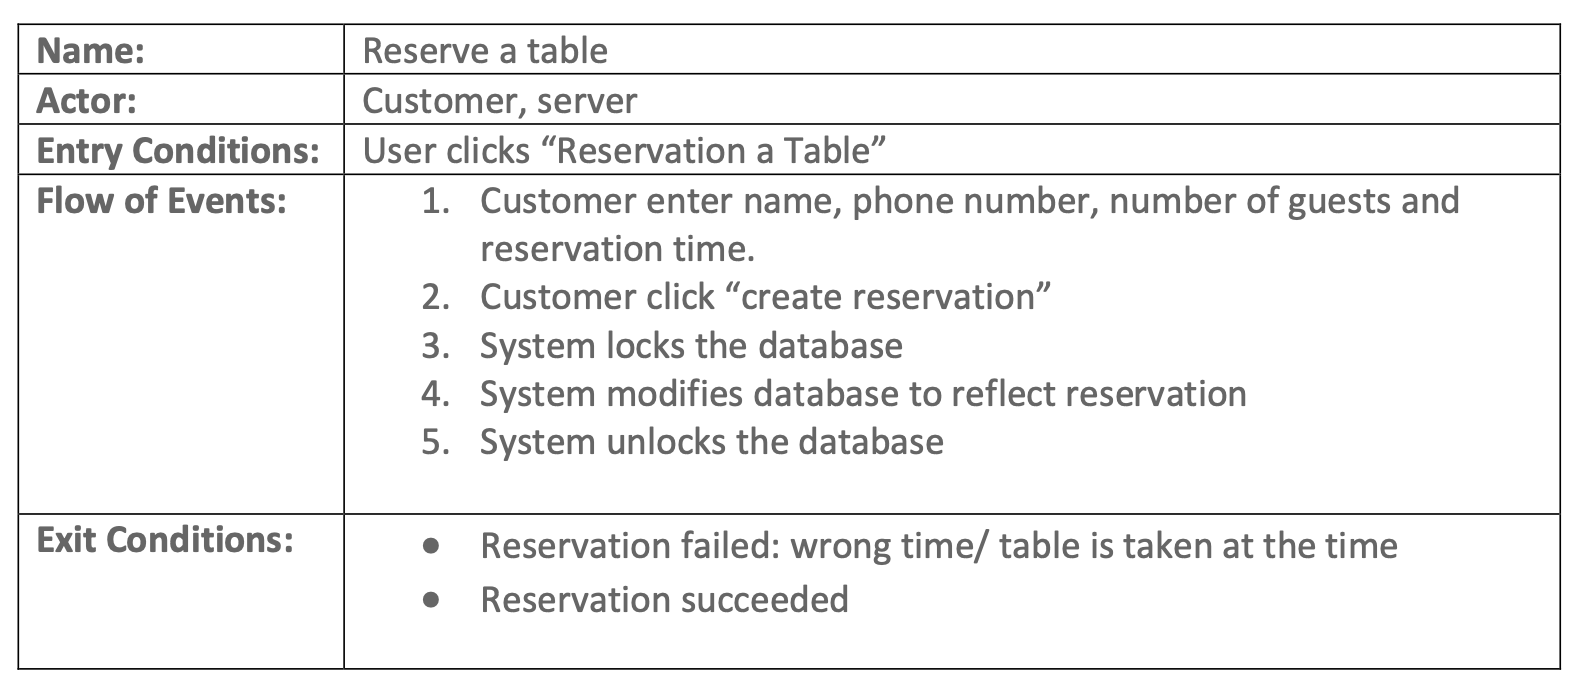 Name: Reserve a table
Actor: Customer, server
Entry Conditions: User clicks “Reservation a Table”
Flow of Events: 1. Customer enter name, phone number, number of guests and
reservation time.
2. Customer click “create reservation”
3. System locks the database
4. System modifies database to reflect reservation
5. System unlocks the database
Exit Conditions: ● Reservation failed: wrong time/ table is taken at the time
● Reservation succeeded